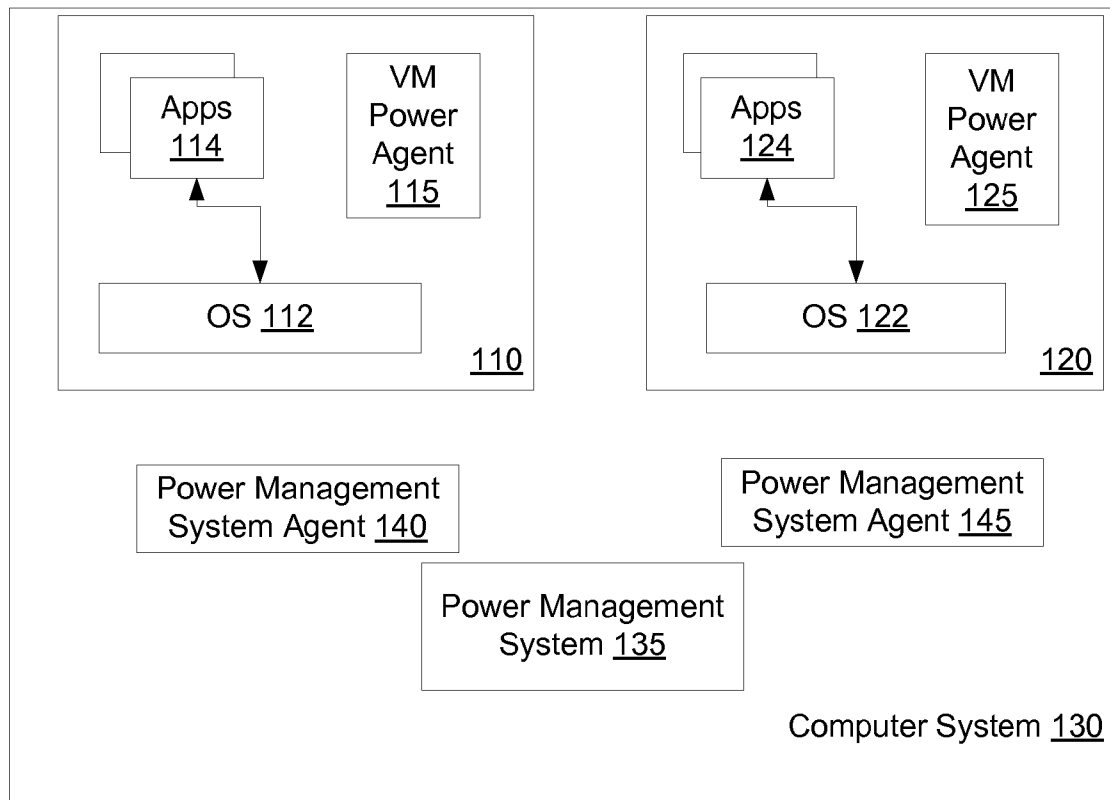 Apps
114
VM
Power
Agent
115
OS 112
110
Apps
124
VM
Power
Agent
125
OS 122
120
Power Management
System Agent 140
Power Management
System Agent 145
Power Management
System 135
Computer System 130